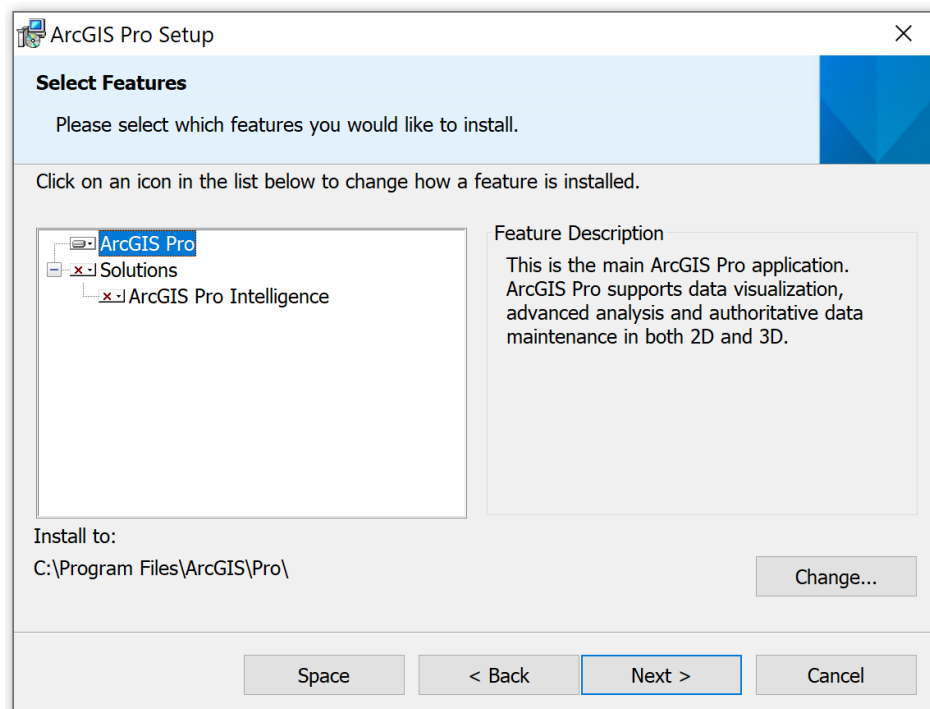 ArcGIS Pro Setup
Select Features
Please select which features you would like to install.
Click on an icon in the list below to change how a feature is installed.
ArcGIS Pro
Solutions
ArcGIS Pro Intelligence
Feature Description
This is the main ArcGIS Pro application.
ArcGIS Pro supports data visualization,
advanced analysis and authoritative data
maintenance in both 2D and 3D.
Install to:
C:\Program Files\ArcGIS\Pro\
Change...
Space
< Back
Next >
Cancel